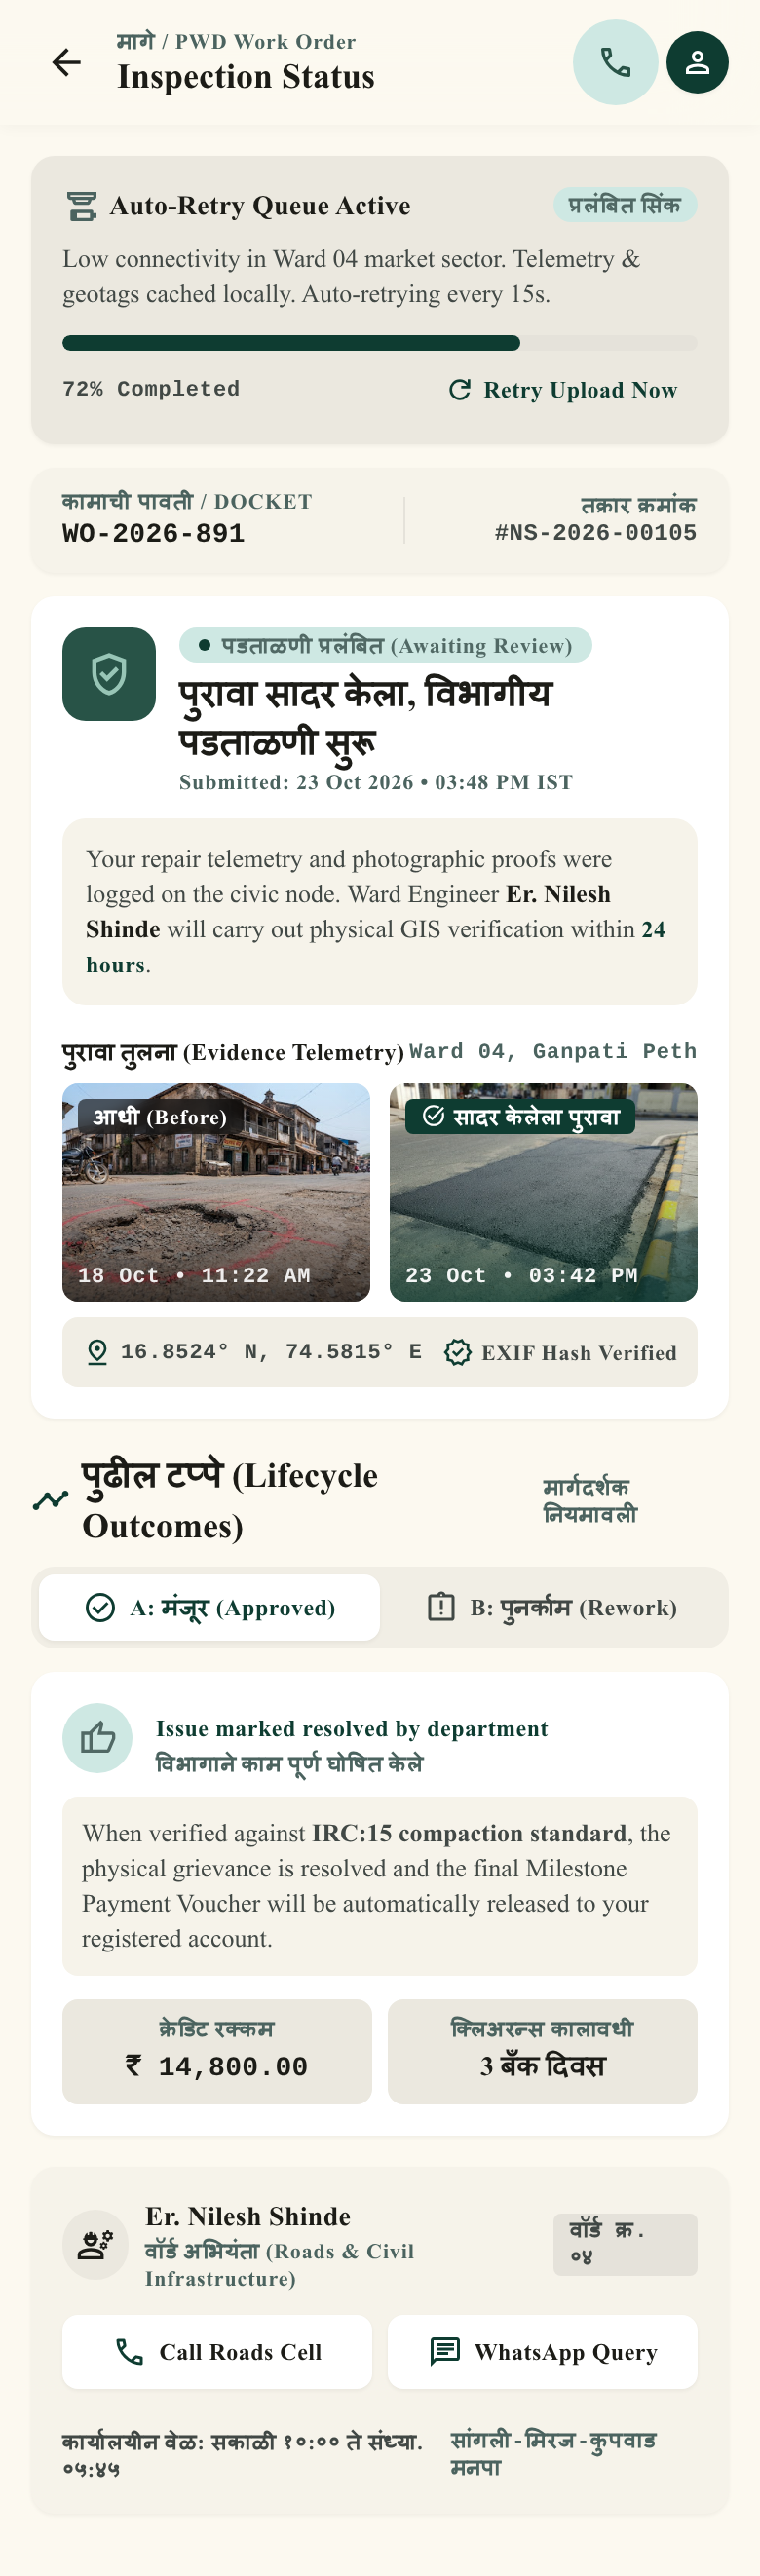 मागे / PWD Work Order
Inspection Status
Auto-Retry Queue Active
प्रलंबित सिंक
Low connectivity in Ward 04 market sector. Telemetry &
geotags cached locally. Auto-retrying every 15s.
72% Completed
Retry Upload Now
कामाची पावती / DOCKET
WO-2026-891
तक्रार क्रमांक
#NS-2026-00105
पडताळणी प्रलंबित (Awaiting Review)
पुरावा सादर केला, विभागीय
पडताळणी सुरू
Submitted: 23 Oct 2026 • 03:48 PM IST
Your repair telemetry and photographic proofs were
logged on the civic node. Ward Engineer Er. Nilesh
Shinde will carry out physical GIS verification within 24
hours.
पुरावा तुलना (Evidence Telemetry)
Ward 04, Ganpati Peth
आधी (Before)
सादर केलेला पुरावा
18 Oct • 11:22 AM
23 Oct • 03:42 PM
16.8524° N, 74.5815° E
EXIF Hash Verified
पुढील टप्पे (Lifecycle
Outcomes)
मार्गदर्शक
नियमावली
A: मंजूर (Approved)
B: पुनर्काम (Rework)
Issue marked resolved by department
विभागाने काम पूर्ण घोषित केले
When verified against IRC:15 compaction standard, the
physical grievance is resolved and the final Milestone
Payment Voucher will be automatically released to your
registered account.
क्रेडिट रक्कम
₹ 14,800.00
क्लिअरन्स कालावधी
3 बँक दिवस
Er. Nilesh Shinde
वॉर्ड अभियंता (Roads & Civil
Infrastructure)
वॉर्ड क्र.
०४
Call Roads Cell
WhatsApp Query
कार्यालयीन वेळ: सकाळी १०:०० ते संध्या.
०५:४५
सांगली-मिरज-कुपवाड
मनपा